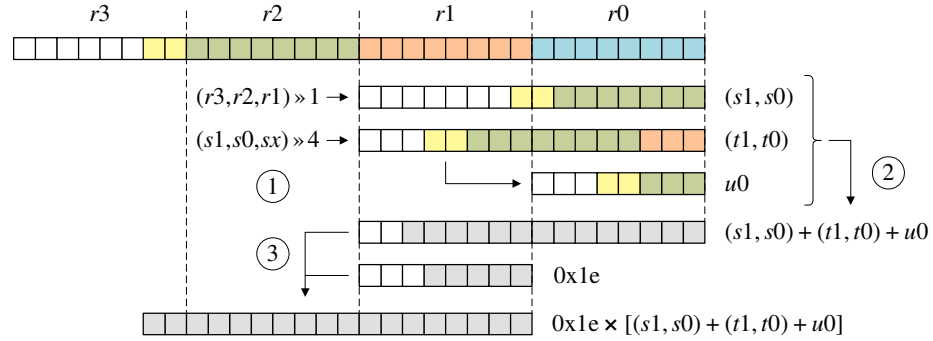 r3 r2 r1 r0
(r3,r2,r1) » 1 (s1, s0)
(s1,s0,sx) » 4 (t1, t0)
1 u0 2
(s1, s0) + (t1, t0) + u0
3 0x1e
0x1e × [(s1, s0) + (t1, t0) + u0]